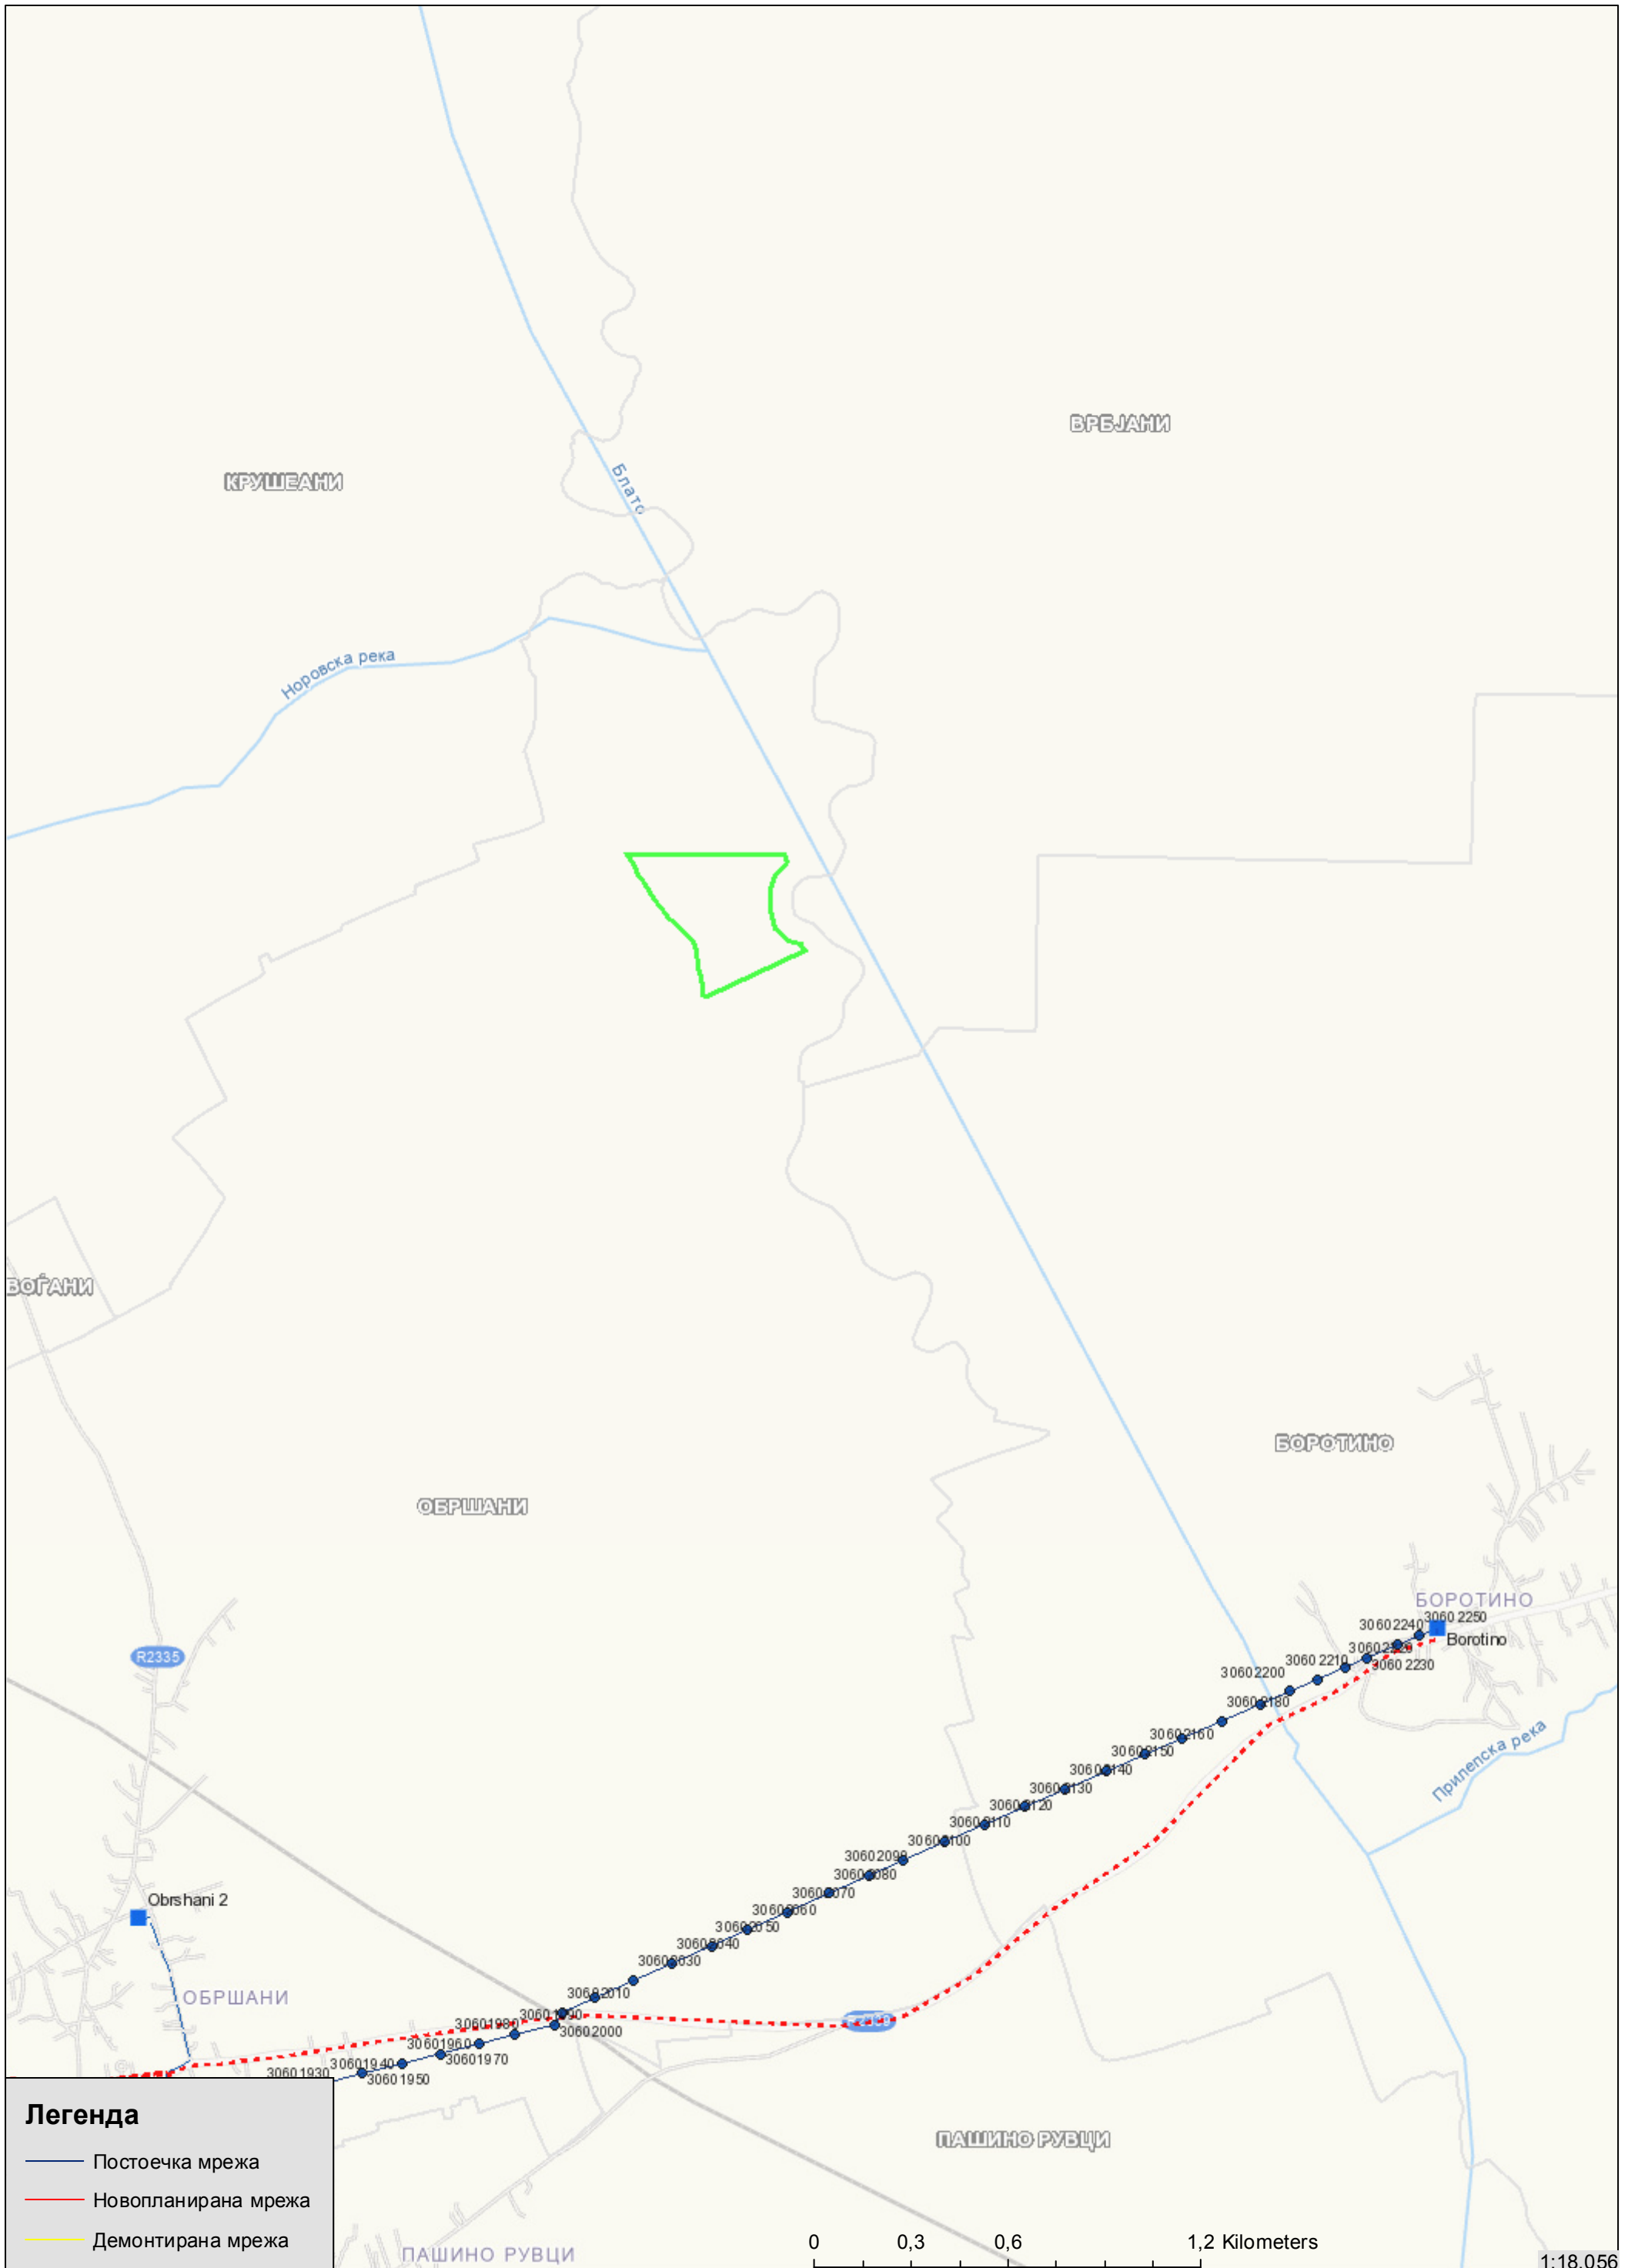 ВРБЈАНИ
КРУШЕАНИ
Блато
Норовска река
ВОЃАНИ
БОРОТИНО
ОБРШАНИ
БОРОТИНО
30602250
30602240
Borotino
30602230
30602210
30602200
R2335
30602180
30602160
Прилепска река
30602150
30602140
30602130
30602120
30602110
30602100
30602090
30602080
Obrshani 2
30602070
30602060
30602050
30602040
30602030
ОБРШАНИ
30602010
30601990
30601980
30602000
30601960
30601970
30601940
30601930
30601950
Легенда
Постоечка мрежа
Новопланирана мрежа
Демонтирана мрежа
ПАШИНО РУВЦИ
ПАШИНО РУВЦИ
0 0,3 0,6 1,2 Kilometers
1:18.056